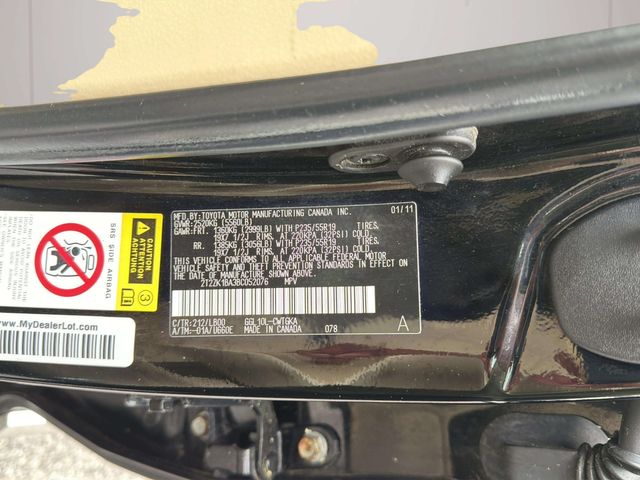 MFD.BY:TOYOTA MOTOR MANUFACTURING CANADA INC. 01/11
GVWR:2520KG (5560LB)
GAWR:FRT. 1360KG (2999LB) WITH P235/55R19 TIRES,
19X7 1/2J RIMS, AT 220KPA (32PSI) COLD.
RR. 1385KG (3056LB) WITH P235/55R19 TIRES,
19X7 1/2J RIMS, AT 220KPA (32PSI) COLD.
THIS VEHICLE CONFORMS TO ALL APPLICABLE
FEDERAL MOTOR VEHICLE SAFETY STANDARDS IN EFFECT
ON THE DATE OF MANUFACTURE SHOWN ABOVE.
2T2ZK1BA3BC052076 MPV
C/TR:212/LB00 GGL10L-CWTGKA
A/TM:-01A/U660E MADE IN CANADA 078
A
SRS SIDE AIRBAG
CAUTION
ATTENTION
ACHTUNG
3
MyDealerLot.com